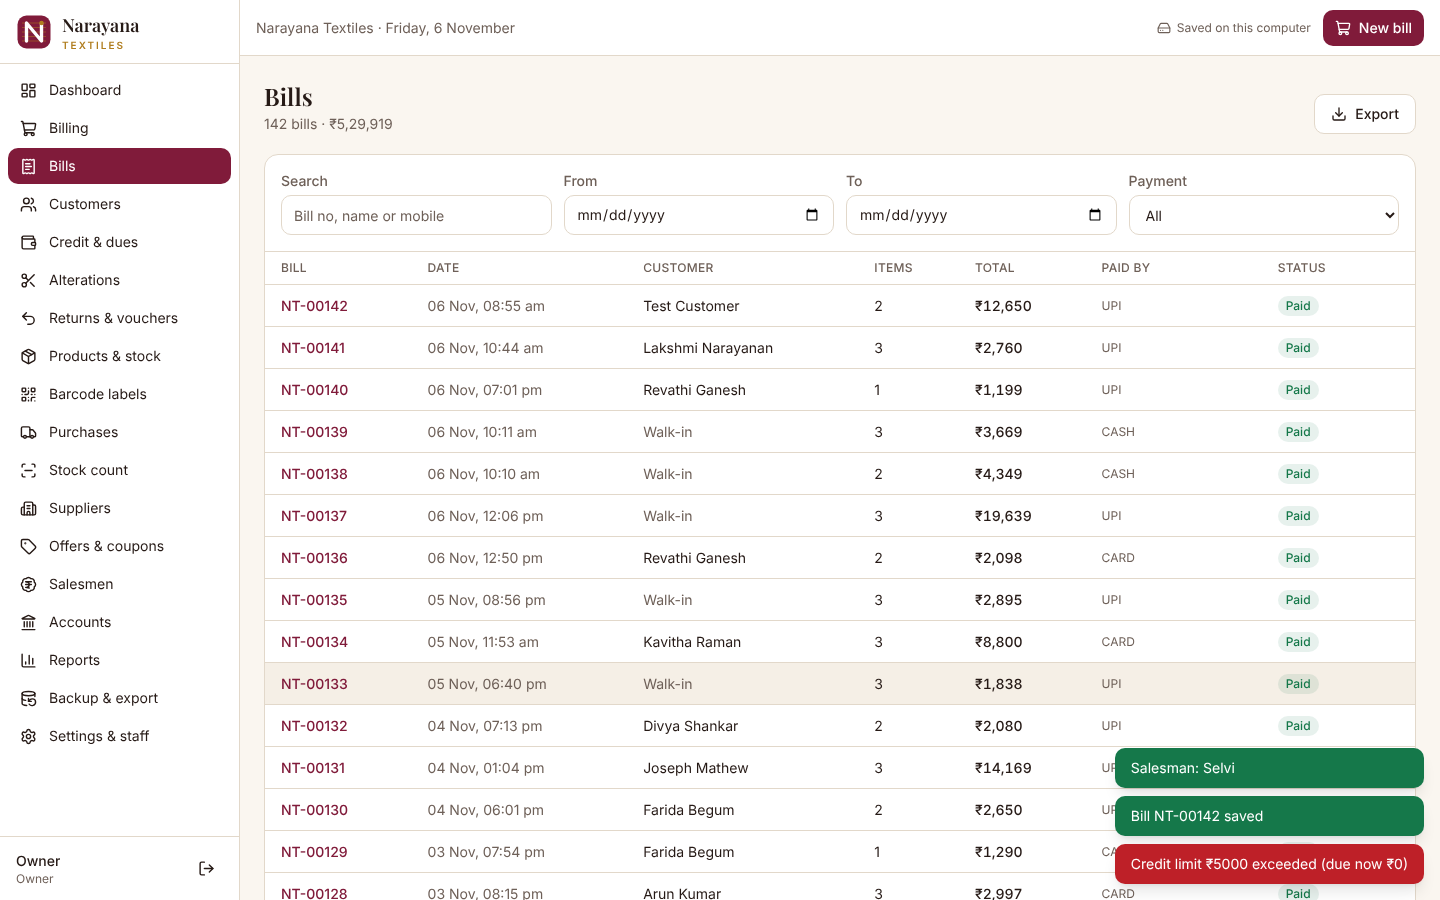 Narayana
TEXTILES
Narayana Textiles · Friday, 6 November
Saved on this computer
New bill
Dashboard
Billing
Bills
Customers
Credit & dues
Alterations
Returns & vouchers
Products & stock
Barcode labels
Purchases
Stock count
Suppliers
Offers & coupons
Salesmen
Accounts
Reports
Backup & export
Settings & staff
Owner
Owner
Bills
142 bills · ₹5,29,919
Export
Search From To Payment
Bill no, name or mobile mm/dd/yyyy mm/dd/yyyy All
BILL DATE CUSTOMER ITEMS TOTAL PAID BY STATUS
NT-00142 06 Nov, 08:55 am Test Customer 2 ₹12,650 UPI Paid
NT-00141 06 Nov, 10:44 am Lakshmi Narayanan 3 ₹2,760 UPI Paid
NT-00140 06 Nov, 07:01 pm Revathi Ganesh 1 ₹1,199 UPI Paid
NT-00139 06 Nov, 10:11 am Walk-in 3 ₹3,669 CASH Paid
NT-00138 06 Nov, 10:10 am Walk-in 2 ₹4,349 CASH Paid
NT-00137 06 Nov, 12:06 pm Walk-in 3 ₹19,639 UPI Paid
NT-00136 06 Nov, 12:50 pm Revathi Ganesh 2 ₹2,098 CARD Paid
NT-00135 05 Nov, 08:56 pm Walk-in 3 ₹2,895 UPI Paid
NT-00134 05 Nov, 11:53 am Kavitha Raman 3 ₹8,800 CARD Paid
NT-00133 05 Nov, 06:40 pm Walk-in 3 ₹1,838 UPI Paid
NT-00132 04 Nov, 07:13 pm Divya Shankar 2 ₹2,080 UPI Paid
NT-00131 04 Nov, 01:04 pm Joseph Mathew 3 ₹14,169
NT-00130 04 Nov, 06:01 pm Farida Begum 2 ₹2,650
NT-00129 03 Nov, 07:54 pm Farida Begum 1 ₹1,290
NT-00128 03 Nov, 08:15 pm Arun Kumar 3 ₹2,997 CARD Paid
Salesman: Selvi
Bill NT-00142 saved
Credit limit ₹5000 exceeded (due now ₹0)